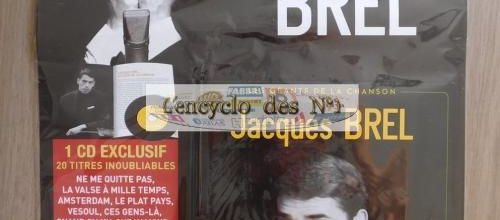 BREL
GÉANTS DE LA CHANSON
L'encyclo des N°1
Jacques BREL
1 CD EXCLUSIF
20 TITRES INOUBLIABLES
NE ME QUITTE PAS,
LA VALSE À MILLE TEMPS,
AMSTERDAM, LE PLAT PAYS,
VESOUL, CES GENS-LÀ,